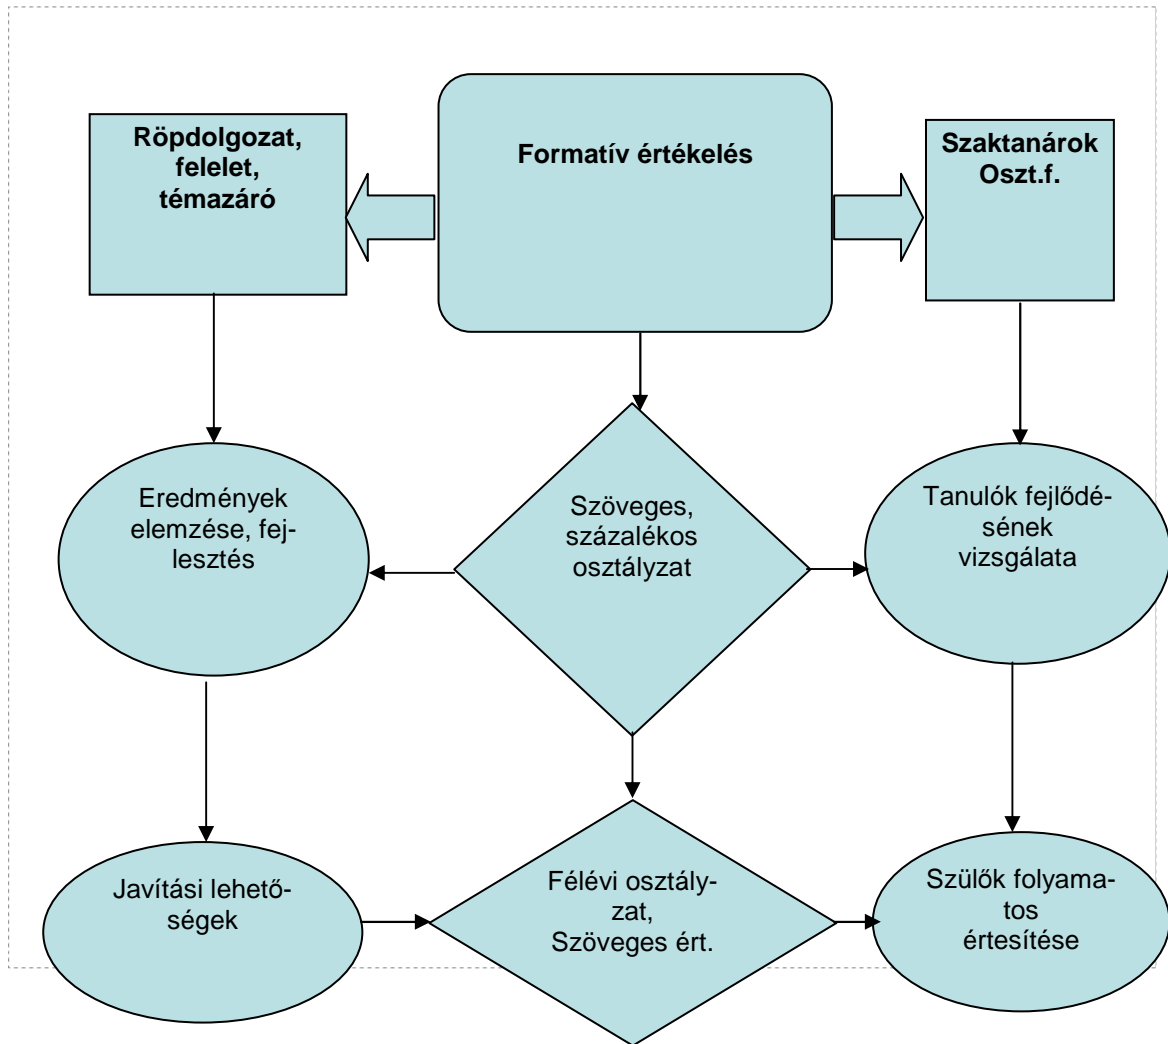 Röpdolgozat,
felelet,
témazáró
Formatív értékelés
Szaktanárok
Oszt.f.
Eredmények
elemzése, fej-
lesztés
Szöveges,
százalékos
osztályzat
Tanulók fejlődé-
sének
vizsgálata
Javítási lehető-
ségek
Félévi osztály-
zat,
Szöveges ért.
Szülők folyama-
tos
értesítése